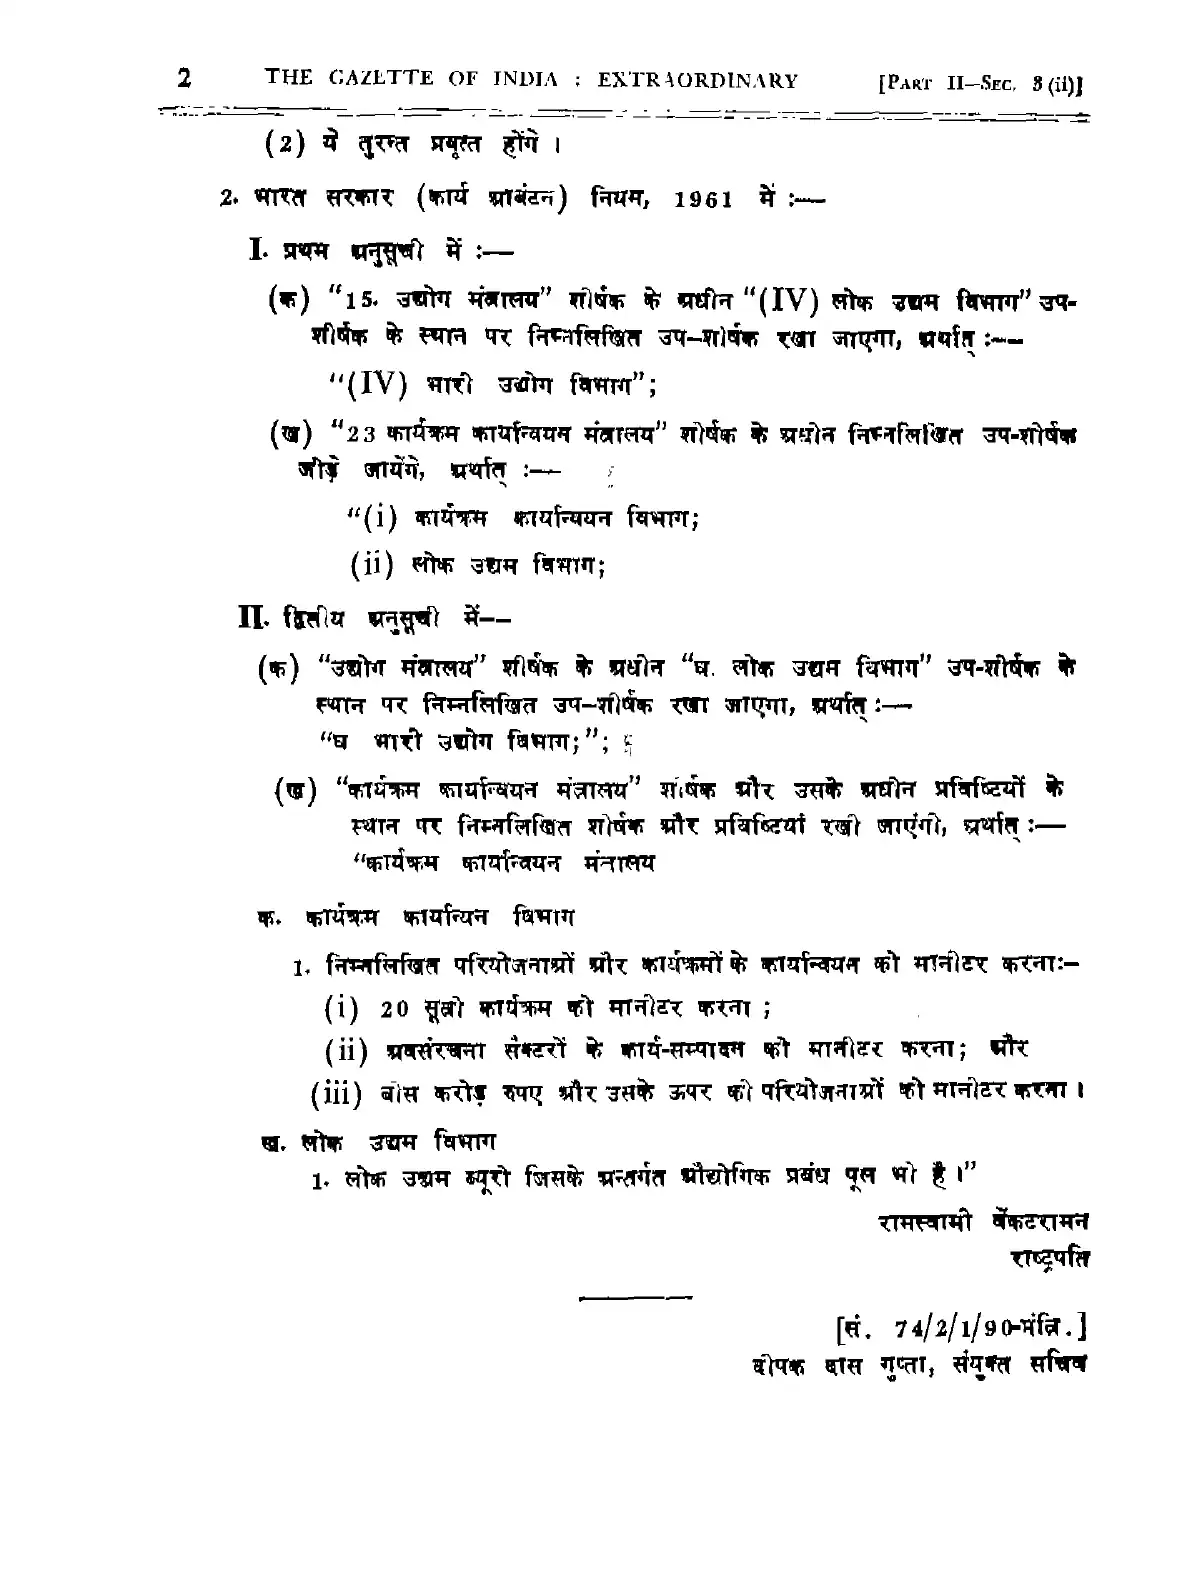 2 THE GAZETTE OF INDIA : EXTRAORDINARY [PART II—SEC. 3 (ii)]
(2) ये तुरन्त प्रवृत्त होंगे ।
2. भारत सरकार (कार्य आबंटन) नियम, 1961 में :—
I. प्रथम अनुसूची में :—
(क) “15. उद्योग मंत्रालय” शीर्षक के अधीन “(IV) लोक उद्यम विभाग” उप-
शीर्षक के स्थान पर निम्नलिखित उप-शीर्षक रखा जाएगा, अर्थात् :—
“(IV) भारी उद्योग विभाग”;
(ख) “23 कार्यक्रम कार्यान्वयन मंत्रालय” शीर्षक के अधीन निम्नलिखित उप-शीर्षक
जोड़े जायेंगे, अर्थात् :—
“(i) कार्यक्रम कार्यान्वयन विभाग;
(ii) लोक उद्यम विभाग;
II. द्वितीय अनुसूची में—
(क) “उद्योग मंत्रालय” शीर्षक के अधीन “घ. लोक उद्यम विभाग” उप-शीर्षक के
स्थान पर निम्नलिखित उप-शीर्षक रखा जाएगा, अर्थात् :—
“घ भारी उद्योग विभाग;”;
(ख) “कार्यक्रम कार्यान्वयन मंत्रालय” शीर्षक और उसके अधीन प्रविष्टियों के
स्थान पर निम्नलिखित शीर्षक और प्रविष्टियां रखी जाएंगी, अर्थात् :—
“कार्यक्रम कार्यान्वयन मंत्रालय
क. कार्यक्रम कार्यान्यिन विभाग
1. निम्नलिखित परियोजनाओं और कार्यक्रमों के कार्यान्वयन को मानीटर करना:-
(i) 20 सूत्री कार्यक्रम को मानीटर करना ;
(ii) अवसंरचना सैक्टरों के कार्य-सम्पादन को मानीटर करना; और
(iii) बीस करोड़ रुपए और उसके ऊपर की परियोजनाओं को मानीटर करना ।
ख. लोक उद्यम विभाग
1. लोक उद्यम ब्यूरो जिसके अन्तर्गत औद्योगिक प्रबंध पूल भी है ।”
रामस्वामी वेंकटरामन
राष्ट्रपति
[सं. 74/2/1/90-मंत्रि.]
दीपक दास गुप्ता, संयुक्त सचिव